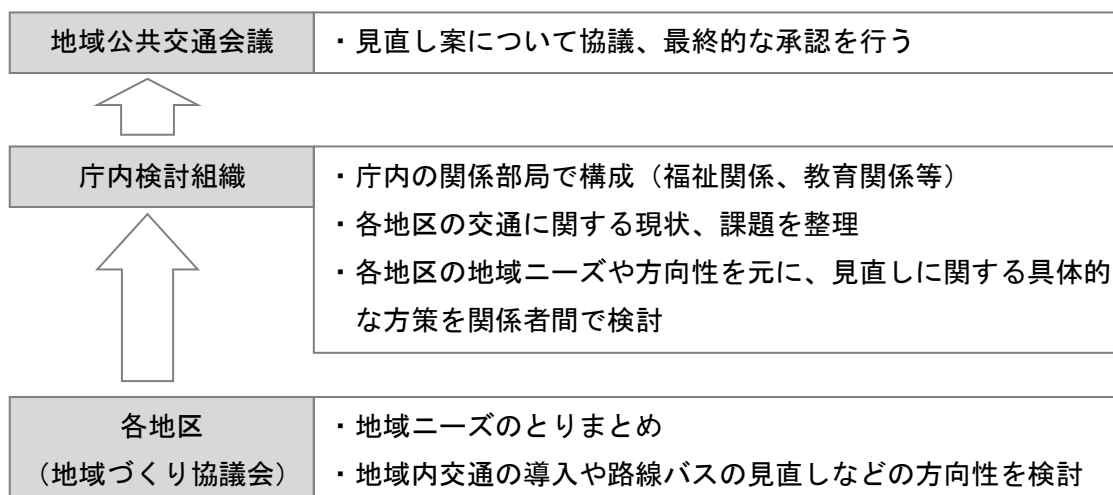 地域公共交通会議
・見直し案について協議、最終的な承認を行う
庁内検討組織
・庁内の関係部局で構成（福祉関係、教育関係等）
・各地区の交通に関する現状、課題を整理
・各地区の地域ニーズや方向性を元に、見直しに関する具体的
な方策を関係者間で検討
各地区
（地域づくり協議会）
・地域ニーズのとりまとめ
・地域内交通の導入や路線バスの見直しなどの方向性を検討